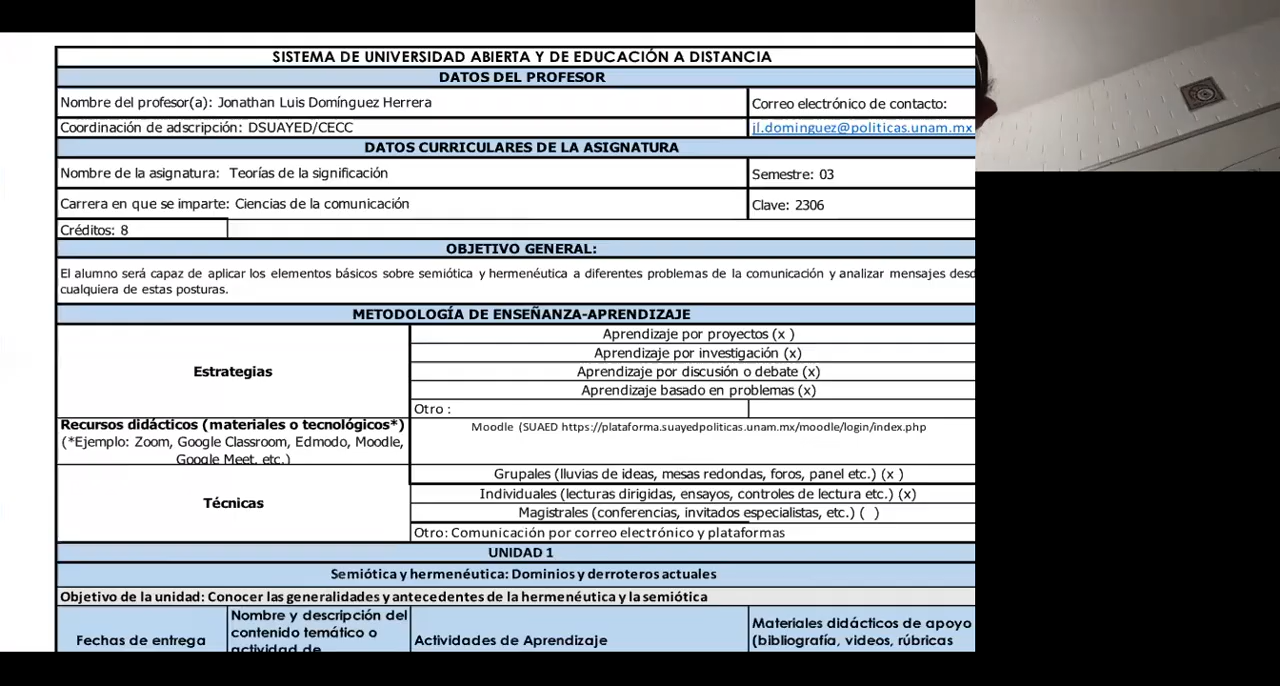 SISTEMA DE UNIVERSIDAD ABIERTA Y DE EDUCACIÓN A DISTANCIA
DATOS DEL PROFESOR
Nombre del profesor(a): Jonathan Luis Domínguez Herrera
Correo electrónico de contacto:
Coordinación de adscripción: DSUAYED/CECC
jl.dominguez@politicas.unam.mx
DATOS CURRICULARES DE LA ASIGNATURA
Nombre de la asignatura: Teorías de la significación
Semestre: 03
Carrera en que se imparte: Ciencias de la comunicación
Clave: 2306
Créditos: 8
OBJETIVO GENERAL:
El alumno será capaz de aplicar los elementos básicos sobre semiótica y hermenéutica a diferentes problemas de la comunicación y analizar mensajes desd
cualquiera de estas posturas.
METODOLOGÍA DE ENSEÑANZA-APRENDIZAJE
Estrategias
Aprendizaje por proyectos (x )
Aprendizaje por investigación (x)
Aprendizaje por discusión o debate (x)
Aprendizaje basado en problemas (x)
Otro :
Recursos didácticos (materiales o tecnológicos*)
(*Ejemplo: Zoom, Google Classroom, Edmodo, Moodle,
Google Meet, etc.)
Moodle (SUAED https://plataforma.suayedpoliticas.unam.mx/moodle/login/index.php
Técnicas
Grupales (lluvias de ideas, mesas redondas, foros, panel etc.) (x )
Individuales (lecturas dirigidas, ensayos, controles de lectura etc.) (x)
Magistrales (conferencias, invitados especialistas, etc.) ( )
Otro: Comunicación por correo electrónico y plataformas
UNIDAD 1
Semiótica y hermenéutica: Dominios y derroteros actuales
Objetivo de la unidad: Conocer las generalidades y antecedentes de la hermenéutica y la semiótica
Fechas de entrega
Nombre y descripción del
contenido temático o
actividad de
Actividades de Aprendizaje
Materiales didácticos de apoyo
(bibliografía, videos, rúbricas